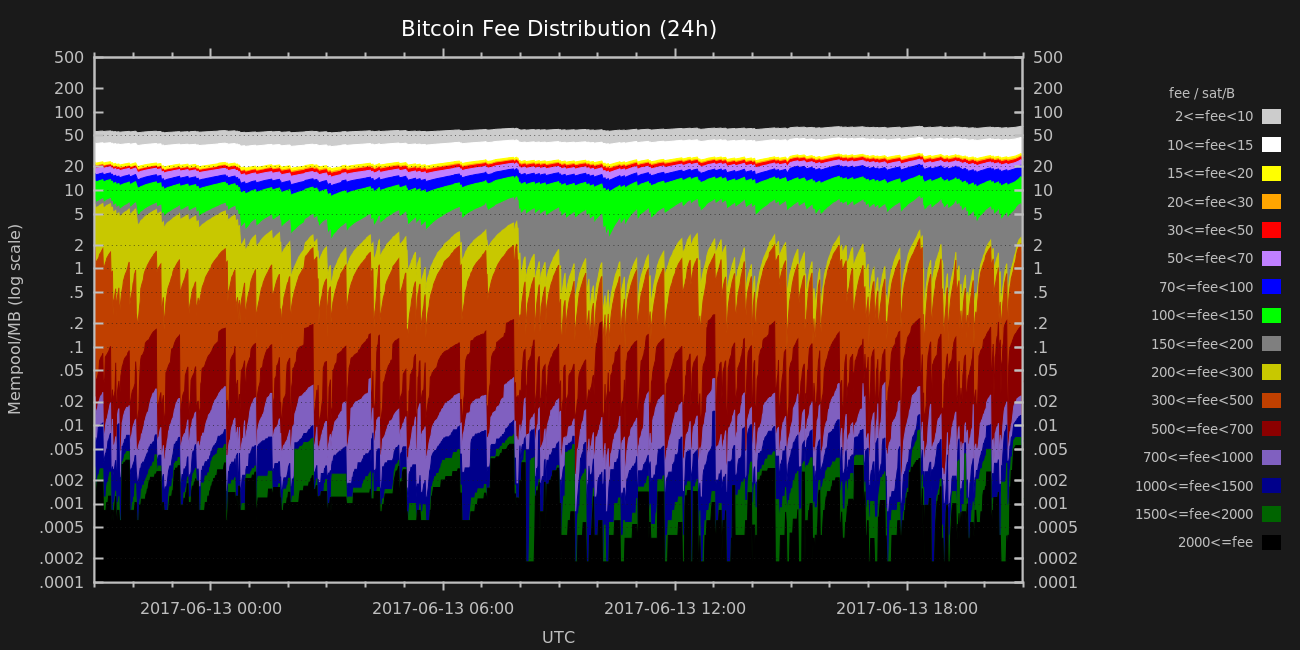 Bitcoin Fee Distribution (24h)
500
200
100
50
20
10
5
2
1
.5
.2
.1
.05
.02
.01
.005
.002
.001
.0005
.0002
.0001
Mempool/MB (log scale)
500
200
100
50
20
10
5
2
1
.5
.2
.1
.05
.02
.01
.005
.002
.001
.0005
.0002
.0001
2017-06-13 00:00
2017-06-13 06:00
2017-06-13 12:00
2017-06-13 18:00
UTC
fee / sat/B
2<=fee<10
10<=fee<15
15<=fee<20
20<=fee<30
30<=fee<50
50<=fee<70
70<=fee<100
100<=fee<150
150<=fee<200
200<=fee<300
300<=fee<500
500<=fee<700
700<=fee<1000
1000<=fee<1500
1500<=fee<2000
2000<=fee